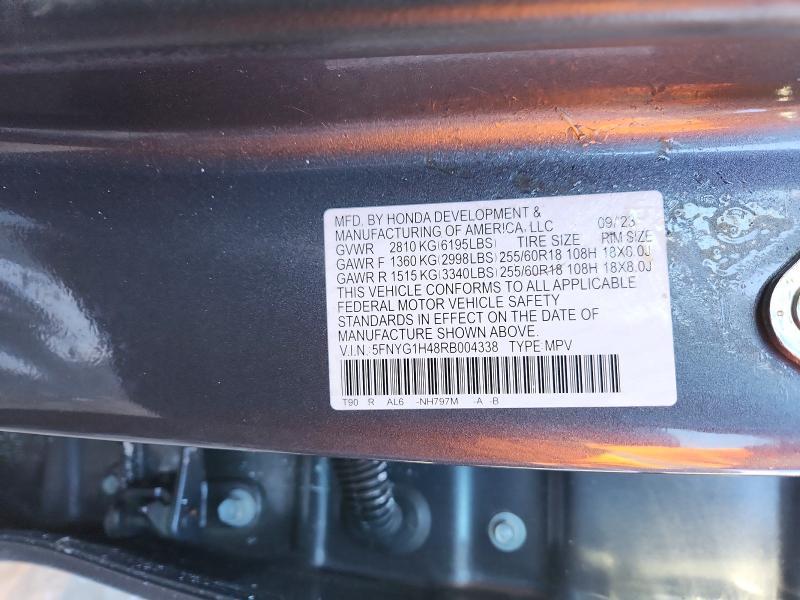 MFD. BY HONDA DEVELOPMENT &
MANUFACTURING OF AMERICA, LLC 09/23
GVWR 2810 KG(6195LBS) TIRE SIZE RIM SIZE
GAWR F 1360 KG(2998LBS) 255/60R18 108H 18X8.0J
GAWR R 1515 KG(3340LBS) 255/60R18 108H 18X8.0J
THIS VEHICLE CONFORMS TO ALL APPLICABLE
FEDERAL MOTOR VEHICLE SAFETY
STANDARDS IN EFFECT ON THE DATE OF
MANUFACTURE SHOWN ABOVE.
V.I.N.: 5FNYG1H48RB004338 TYPE:MPV
T90 R AL6 -NH797M -A -B